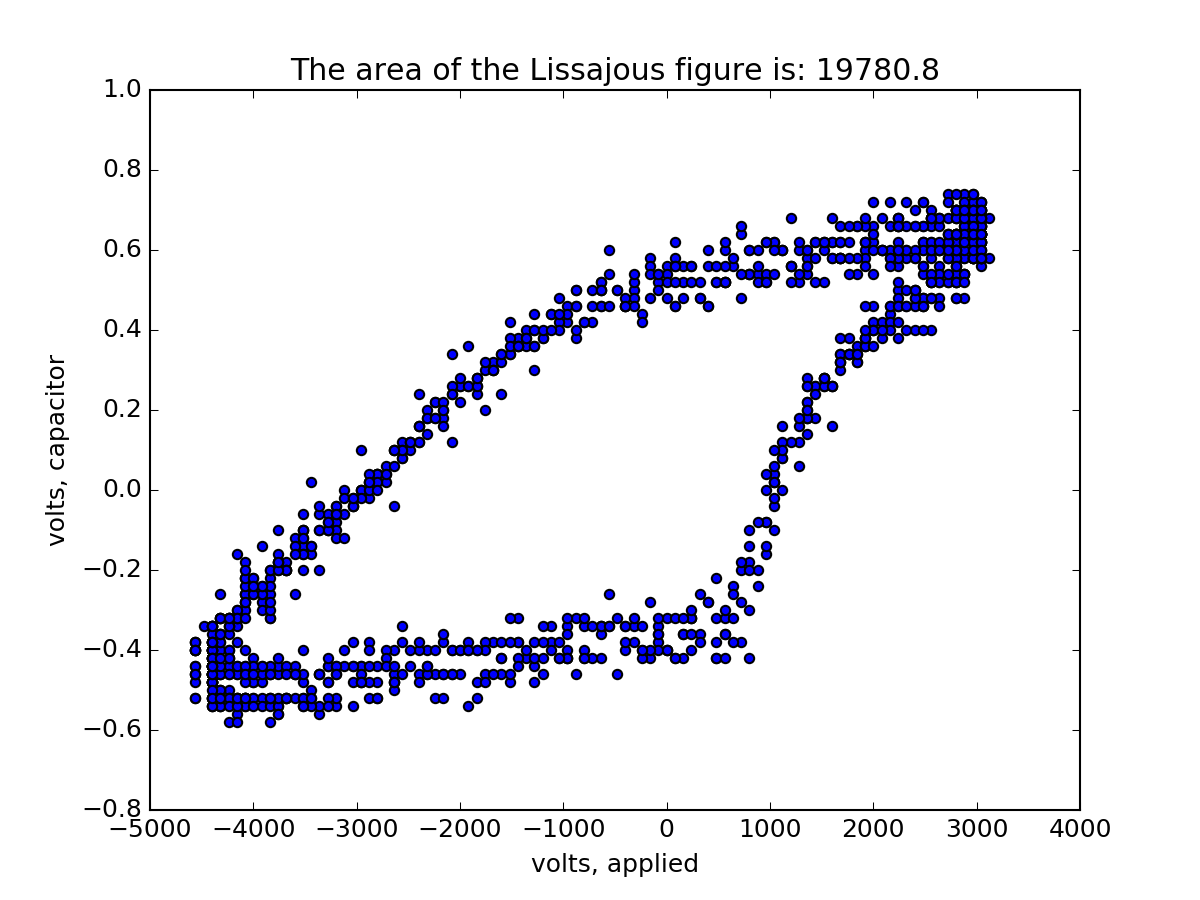 The area of the Lissajous figure is: 19780.8
1.0
0.8
0.6
0.4
0.2
0.0
−0.2
−0.4
−0.6
−0.8
volts, capacitor
−5000 −4000 −3000 −2000 −1000 0 1000 2000 3000 4000
volts, applied